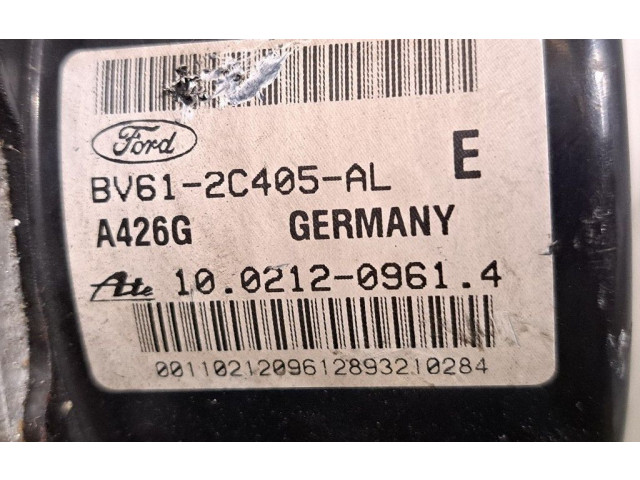 Ford
E
BV61-2C405-AL
A426G GERMANY
Ate 10.0212-0961.4
0011021209612893210284